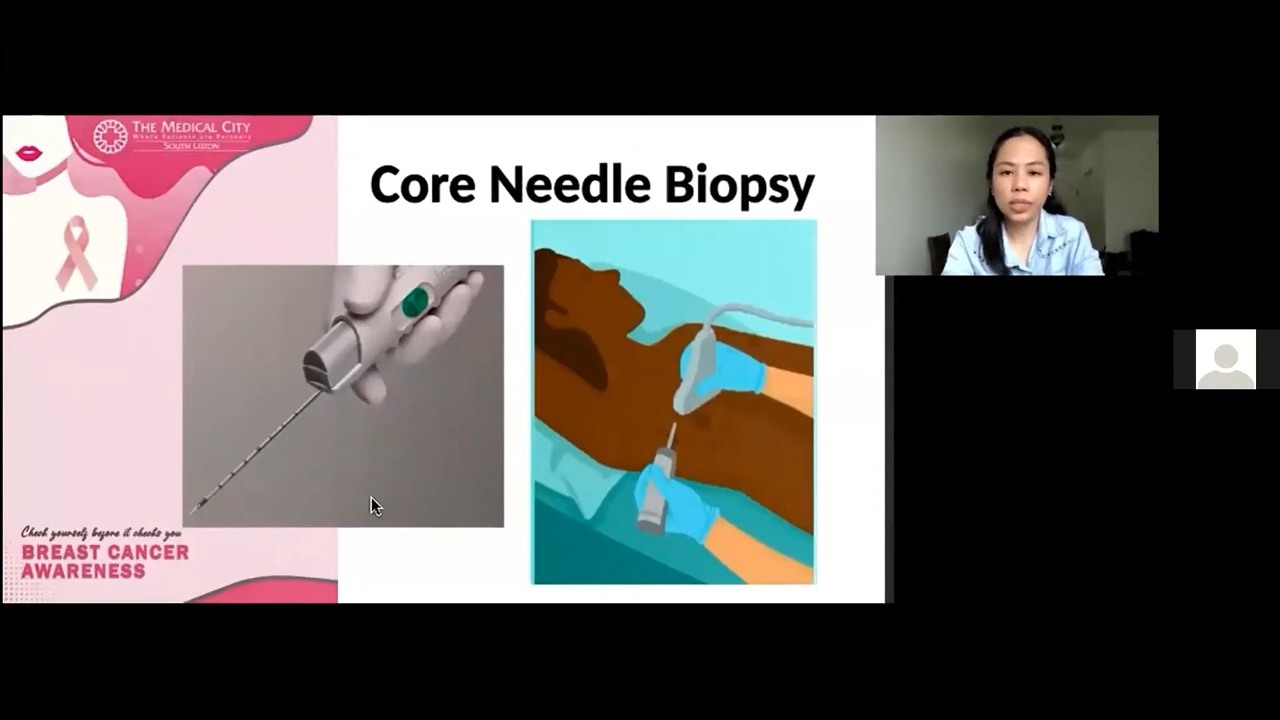 THE MEDICAL CITY
Where Patients are Partners
SOUTH LUZON
Core Needle Biopsy
Check yourself before it checks you
BREAST CANCER
AWARENESS